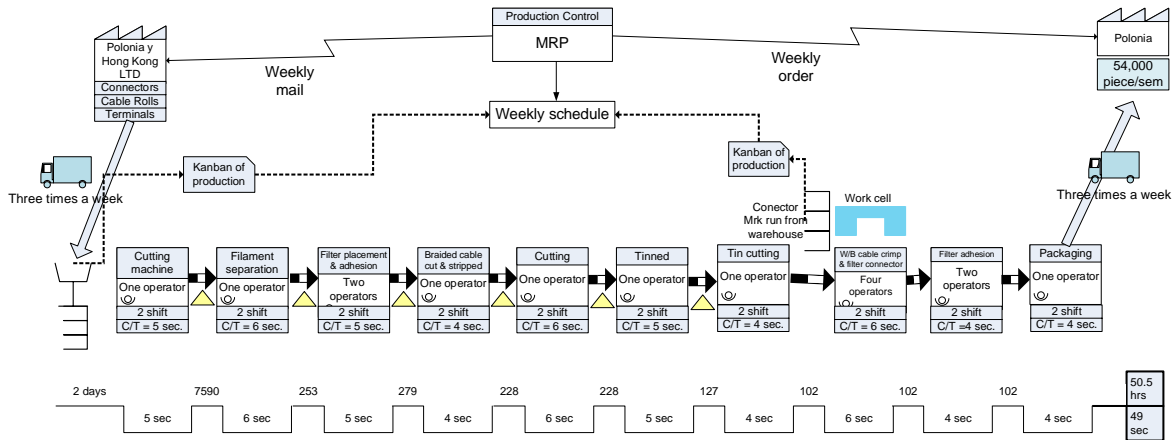 Production Control
MRP
Polonia y
Hong Kong
LTD
Connectors
Cable Rolls
Terminals
Weekly
mail
Weekly
order
Polonia
54,000
piece/sem
Weekly schedule
Kanban of
production
Three times a week
Kanban of
production
Three times a week
Conector
Mrk run from
warehouse
Work cell
Cutting
machine
One operator
2 shift
C/T = 5 sec.
Filament
separation
One operator
2 shift
C/T = 6 sec.
Filter placement
& adhesion
Two
operators
2 shift
C/T = 5 sec.
Braided cable
cut & stripped
One operator
2 shift
C/T = 4 sec.
Cutting
One operator
2 shift
C/T = 6 sec.
Tinned
One operator
2 shift
C/T = 5 sec.
Tin cutting
One operator
2 shift
C/T = 4 sec.
W/B cable crimp
& filter connector
Four
operators
2 shift
C/T = 6 sec.
Filter adhesion
Two
operators
2 shift
C/T =4 sec.
Packaging
One operator
2 shift
C/T = 4 sec.
2 days 7590 253 279 228 228 127 102 102 102
50.5
hrs
5 sec 6 sec 5 sec 4 sec 6 sec 5 sec 4 sec 6 sec 4 sec 4 sec
49
sec